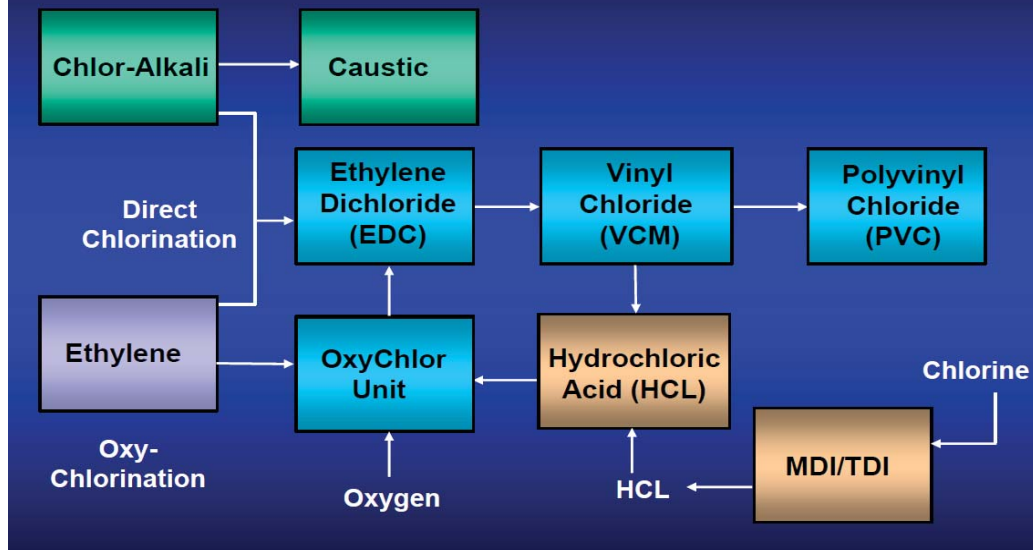 Chlor-Alkali
Caustic
Direct
Chlorination
Ethylene
Dichloride
(EDC)
Vinyl
Chloride
(VCM)
Polyvinyl
Chloride
(PVC)
Ethylene
OxyChlor
Unit
Hydrochloric
Acid (HCL)
Chlorine
Oxy-
Chlorination
Oxygen
HCL
MDI/TDI